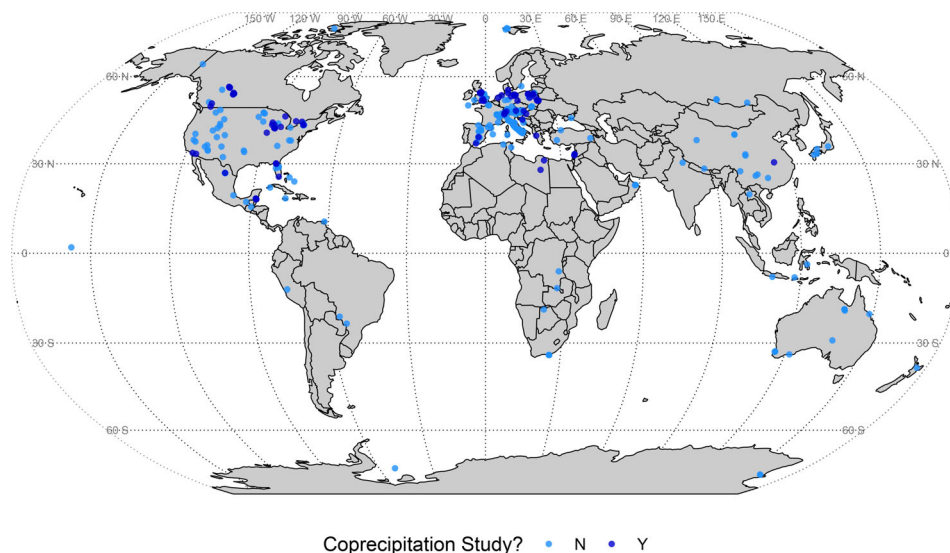 150 W 120 W 90 W 60 W 30 W 0 30 E 60 E 90 E 120 E 150 E
60 N 60 N
30 N 30 N
0 0
30 S 30 S
60 S 60 S
Coprecipitation Study? N Y